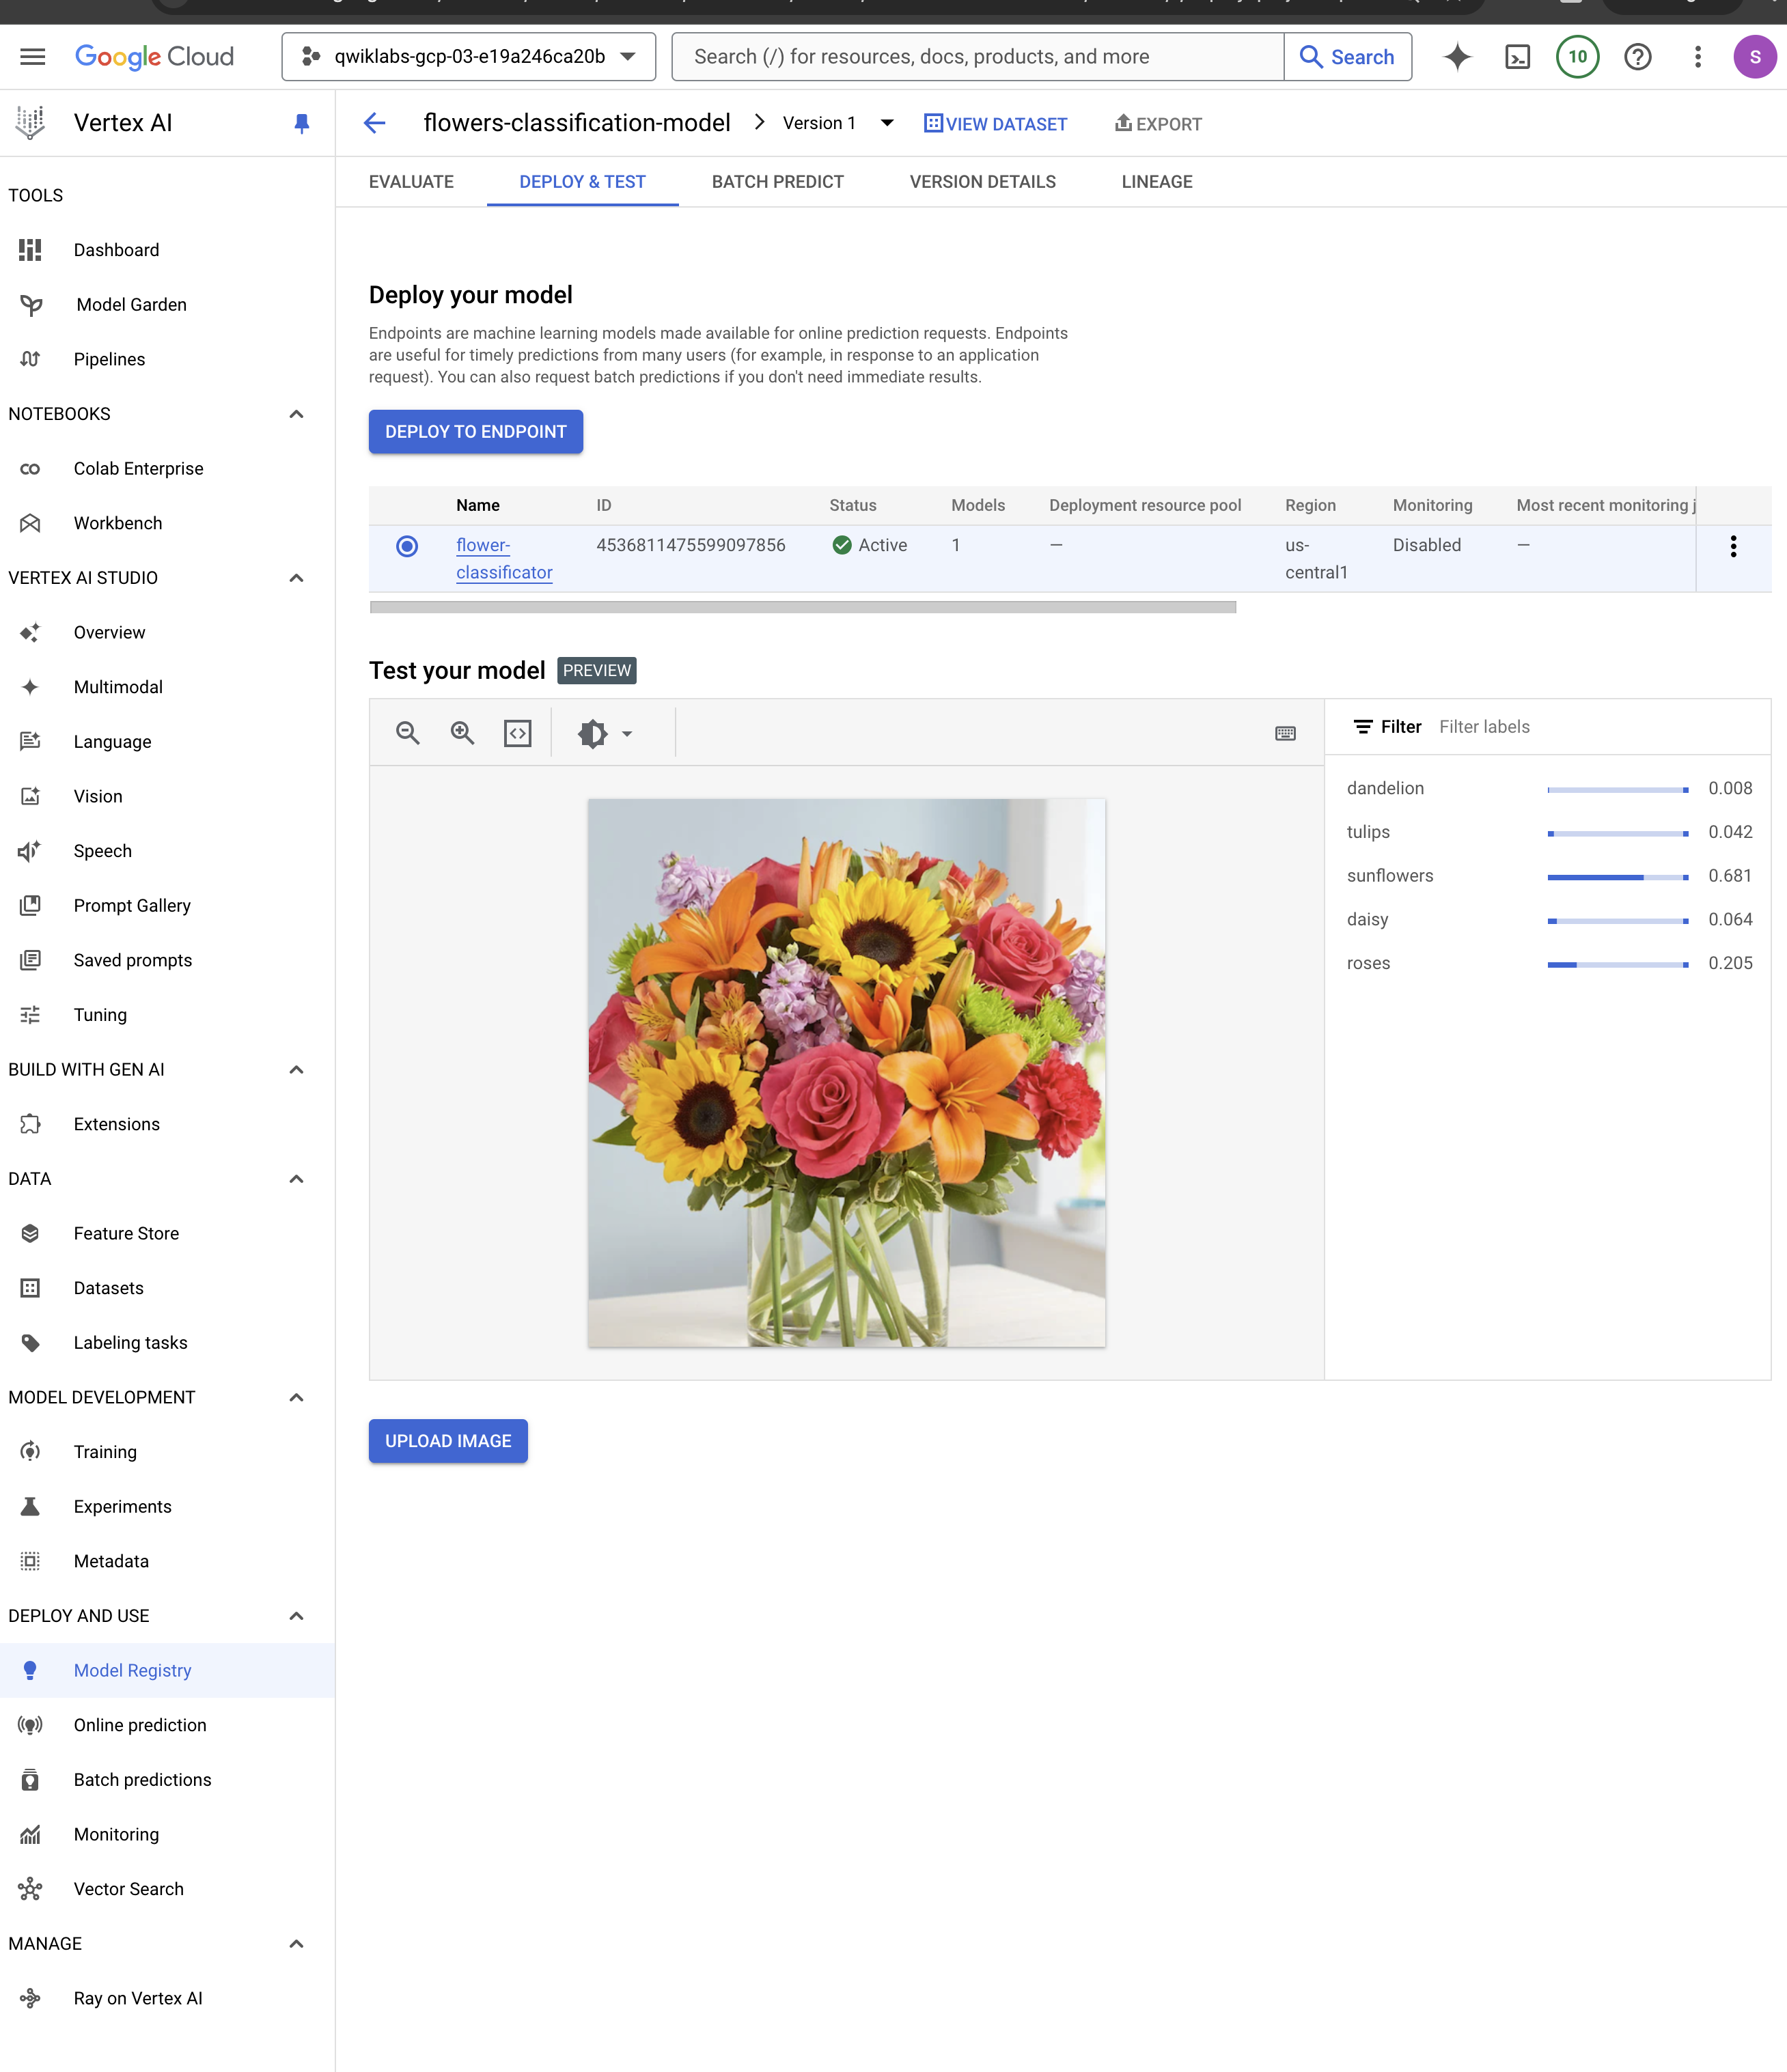 Google Cloud
qwiklabs-gcp-03-e19a246ca20b
Search (/) for resources, docs, products, and more
Search
10
S
Vertex AI
flowers-classification-model
Version 1
VIEW DATASET
EXPORT
EVALUATE
DEPLOY & TEST
BATCH PREDICT
VERSION DETAILS
LINEAGE
TOOLS
Dashboard
Model Garden
Pipelines
NOTEBOOKS
Colab Enterprise
Workbench
VERTEX AI STUDIO
Overview
Multimodal
Language
Vision
Speech
Prompt Gallery
Saved prompts
Tuning
BUILD WITH GEN AI
Extensions
DATA
Feature Store
Datasets
Labeling tasks
MODEL DEVELOPMENT
Training
Experiments
Metadata
DEPLOY AND USE
Model Registry
Online prediction
Batch predictions
Monitoring
Vector Search
MANAGE
Ray on Vertex AI
Deploy your model
Endpoints are machine learning models made available for online prediction requests. Endpoints
are useful for timely predictions from many users (for example, in response to an application
request). You can also request batch predictions if you don't need immediate results.
DEPLOY TO ENDPOINT
Name ID Status Models Deployment resource pool Region Monitoring Most recent monitoring j
flower- 4536811475599097856 Active 1 — us- Disabled —
classificator central1
Test your model PREVIEW
Filter Filter labels
dandelion 0.008
tulips 0.042
sunflowers 0.681
daisy 0.064
roses 0.205
UPLOAD IMAGE